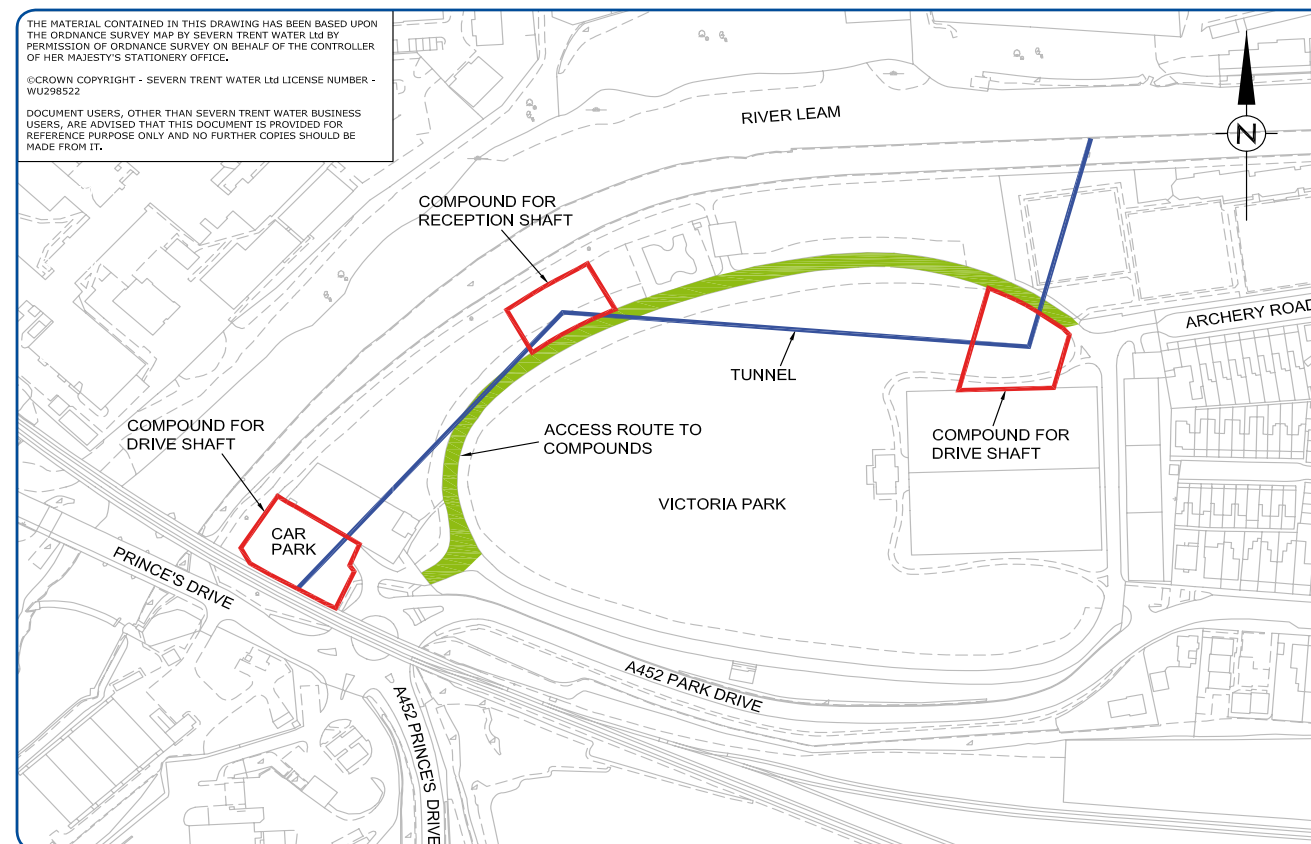 THE MATERIAL CONTAINED IN THIS DRAWING HAS BEEN BASED UPON
THE ORDNANCE SURVEY MAP BY SEVERN TRENT WATER Ltd BY
PERMISSION OF ORDNANCE SURVEY ON BEHALF OF THE CONTROLLER
OF HER MAJESTY'S STATIONERY OFFICE.
©CROWN COPYRIGHT - SEVERN TRENT WATER Ltd LICENSE NUMBER -
WU298522
DOCUMENT USERS, OTHER THAN SEVERN TRENT WATER BUSINESS
USERS, ARE ADVISED THAT THIS DOCUMENT IS PROVIDED FOR
REFERENCE PURPOSE ONLY AND NO FURTHER COPIES SHOULD BE
MADE FROM IT.
RIVER LEAM
N
COMPOUND FOR
RECEPTION SHAFT
ARCHERY ROAD
TUNNEL
COMPOUND FOR
DRIVE SHAFT
ACCESS ROUTE TO
COMPOUNDS
COMPOUND FOR
DRIVE SHAFT
VICTORIA PARK
CAR
PARK
PRINCE'S DRIVE
A452 PARK DRIVE
A452 PRINCE'S DRIVE